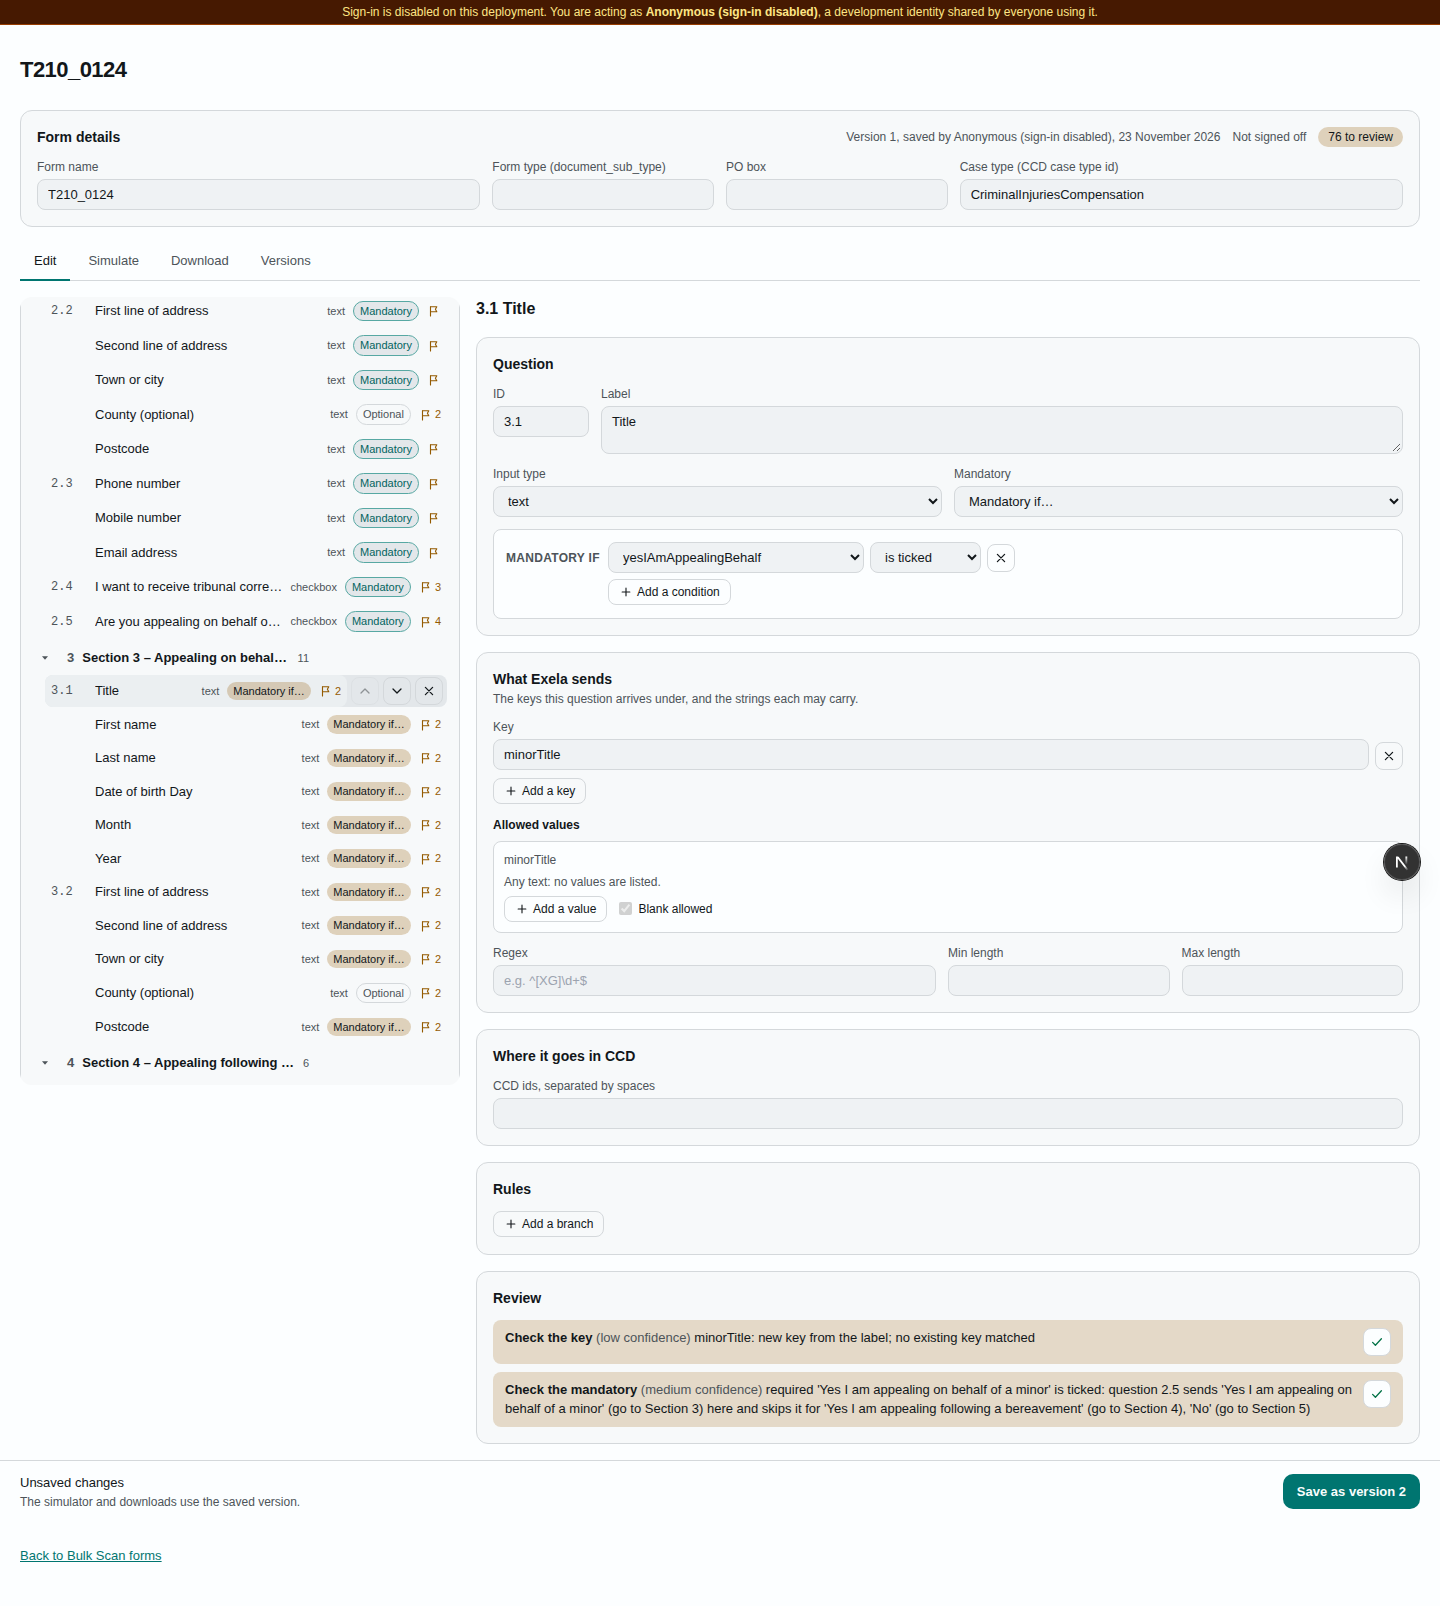 Sign-in is disabled on this deployment. You are acting as Anonymous (sign-in disabled), a development identity shared by everyone using it.
T210_0124
Form details
Version 1, saved by Anonymous (sign-in disabled), 23 November 2026 Not signed off 76 to review
Form name Form type (document_sub_type) PO box Case type (CCD case type id)
T210_0124 CriminalInjuriesCompensation
Edit Simulate Download Versions
2.2 First line of address text Mandatory
Second line of address text Mandatory
Town or city text Mandatory
County (optional) text Optional 2
Postcode text Mandatory
2.3 Phone number text Mandatory
Mobile number text Mandatory
Email address text Mandatory
2.4 I want to receive tribunal corre… checkbox Mandatory 3
2.5 Are you appealing on behalf o… checkbox Mandatory 4
3 Section 3 – Appealing on behal… 11
3.1 Title text Mandatory if… 2
First name text Mandatory if… 2
Last name text Mandatory if… 2
Date of birth Day text Mandatory if… 2
Month text Mandatory if… 2
Year text Mandatory if… 2
3.2 First line of address text Mandatory if… 2
Second line of address text Mandatory if… 2
Town or city text Mandatory if… 2
County (optional) text Optional 2
Postcode text Mandatory if… 2
4 Section 4 – Appealing following … 6
3.1 Title
Question
ID Label
3.1 Title
Input type Mandatory
text Mandatory if…
MANDATORY IF yesIAmAppealingBehalf is ticked
Add a condition
What Exela sends
The keys this question arrives under, and the strings each may carry.
Key
minorTitle
Add a key
Allowed values
minorTitle
Any text: no values are listed.
Add a value Blank allowed
Regex Min length Max length
e.g. ^[XG]\d+$
Where it goes in CCD
CCD ids, separated by spaces
Rules
Add a branch
Review
Check the key (low confidence) minorTitle: new key from the label; no existing key matched
Check the mandatory (medium confidence) required 'Yes I am appealing on behalf of a minor' is ticked: question 2.5 sends 'Yes I am appealing on
behalf of a minor' (go to Section 3) here and skips it for 'Yes I am appealing following a bereavement' (go to Section 4), 'No' (go to Section 5)
Unsaved changes
The simulator and downloads use the saved version.
Save as version 2
Back to Bulk Scan forms